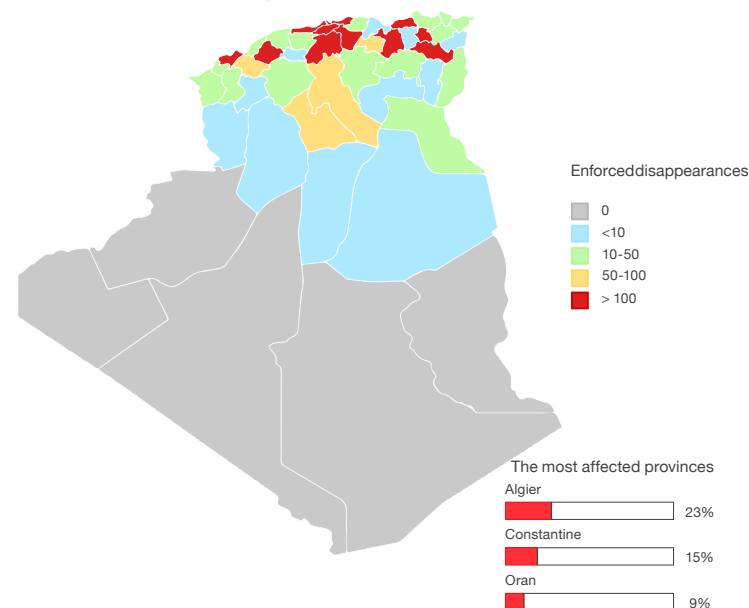 Enforceddisappearances
0
<10
10-50
50-100
> 100
The most affected provinces
Algier
23%
Constantine
15%
Oran
9%